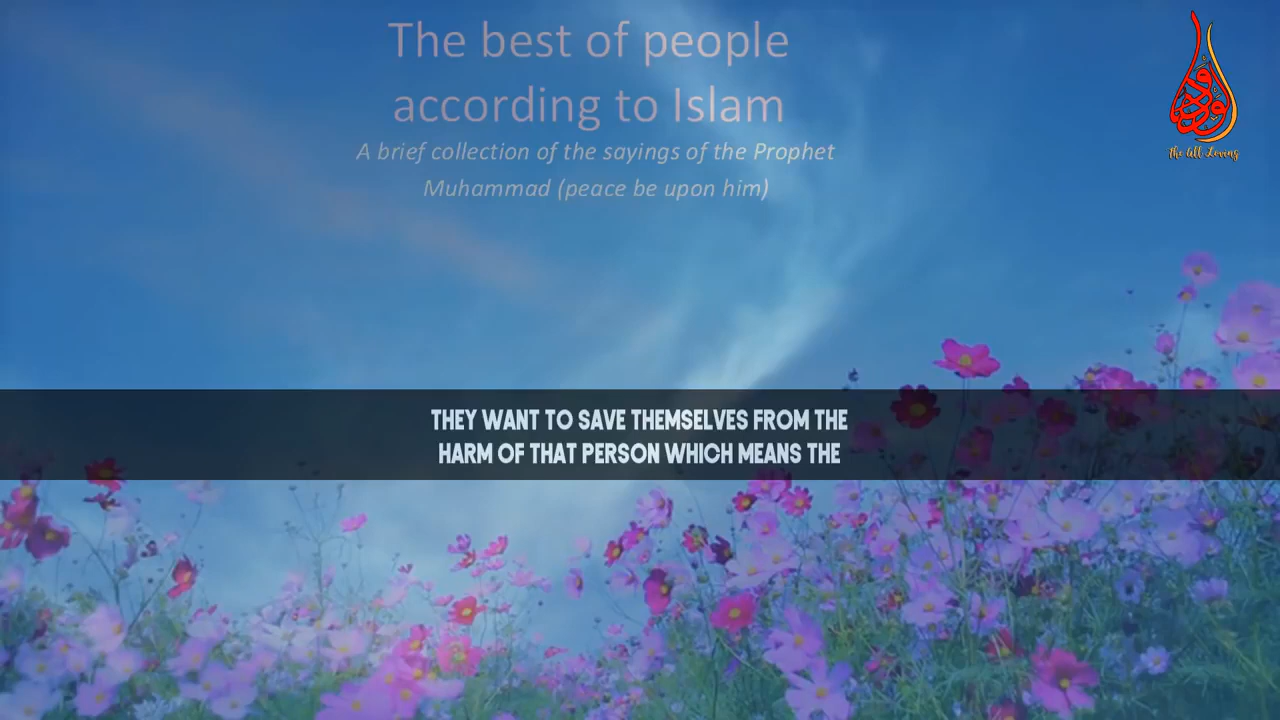 The best of people
according to Islam
A brief collection of the sayings of the Prophet
Muhammad (peace be upon him)
the All Loving
THEY WANT TO SAVE THEMSELVES FROM THE
HARM OF THAT PERSON WHICH MEANS THE